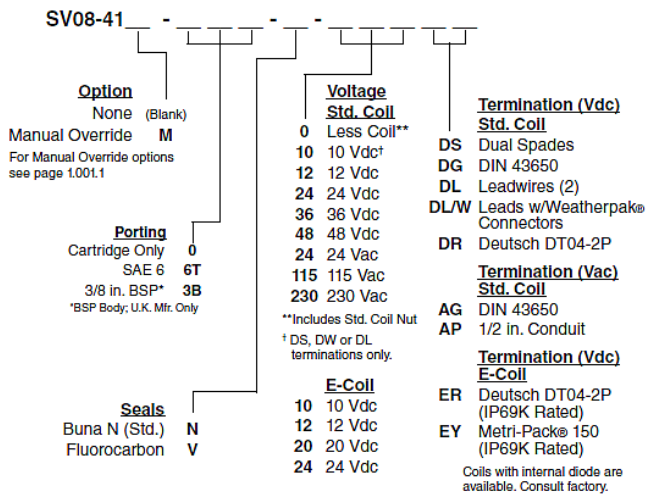 SV08-41__ - ___ - __ - ___ __
Option
None (Blank)
Manual Override M
For Manual Override options
see page 1.001.1
Porting
Cartridge Only 0
SAE 6 6T
3/8 in. BSP* 3B
*BSP Body; U.K. Mfr. Only
Seals
Buna N (Std.) N
Fluorocarbon V
Voltage
Std. Coil
0 Less Coil**
10 10 Vdc†
12 12 Vdc
24 24 Vdc
36 36 Vdc
48 48 Vdc
24 24 Vac
115 115 Vac
230 230 Vac
**Includes Std. Coil Nut
† DS, DW or DL
terminations only.
E-Coil
10 10 Vdc
12 12 Vdc
20 20 Vdc
24 24 Vdc
Termination (Vdc)
Std. Coil
DS Dual Spades
DG DIN 43650
DL Leadwires (2)
DL/W Leads w/Weatherpak®
Connectors
DR Deutsch DT04-2P
Termination (Vac)
Std. Coil
AG DIN 43650
AP 1/2 in. Conduit
Termination (Vdc)
E-Coil
ER Deutsch DT04-2P
(IP69K Rated)
EY Metri-Pack® 150
(IP69K Rated)
Coils with internal diode are
available. Consult factory.